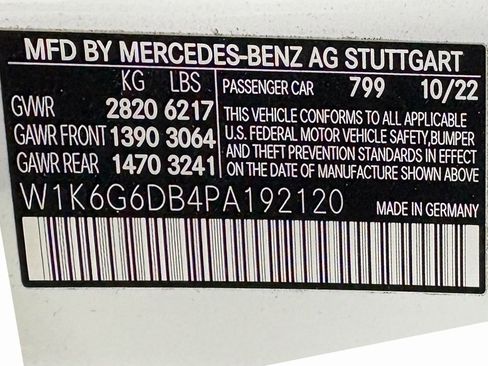 MFD BY MERCEDES-BENZ AG STUTTGART
KG LBS
PASSENGER CAR 799 10/22
GVWR 2820 6217
GAWR FRONT 1390 3064
GAWR REAR 1470 3241
THIS VEHICLE CONFORMS TO ALL APPLICABLE
U.S. FEDERAL MOTOR VEHICLE SAFETY,BUMPER
AND THEFT PREVENTION STANDARDS IN EFFECT
ON THE DATE OF MANUFACTURE SHOWN ABOVE
W1K6G6DB4PA192120
MADE IN GERMANY